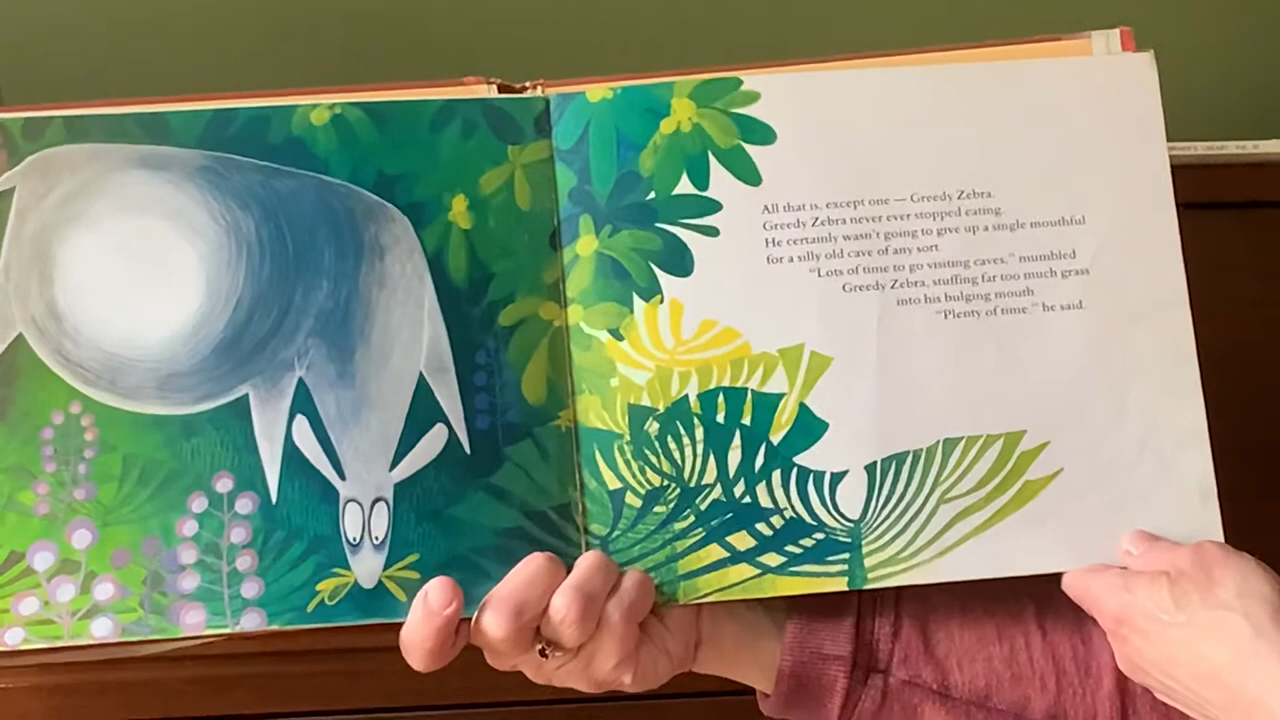 All that is, except one — Greedy Zebra.
Greedy Zebra never ever stopped eating.
He certainly wasn't going to give up a single mouthful
for a silly old cave of any sort.
"Lots of time to go visiting caves," mumbled
Greedy Zebra, stuffing far too much grass
into his bulging mouth.
"Plenty of time," he said.